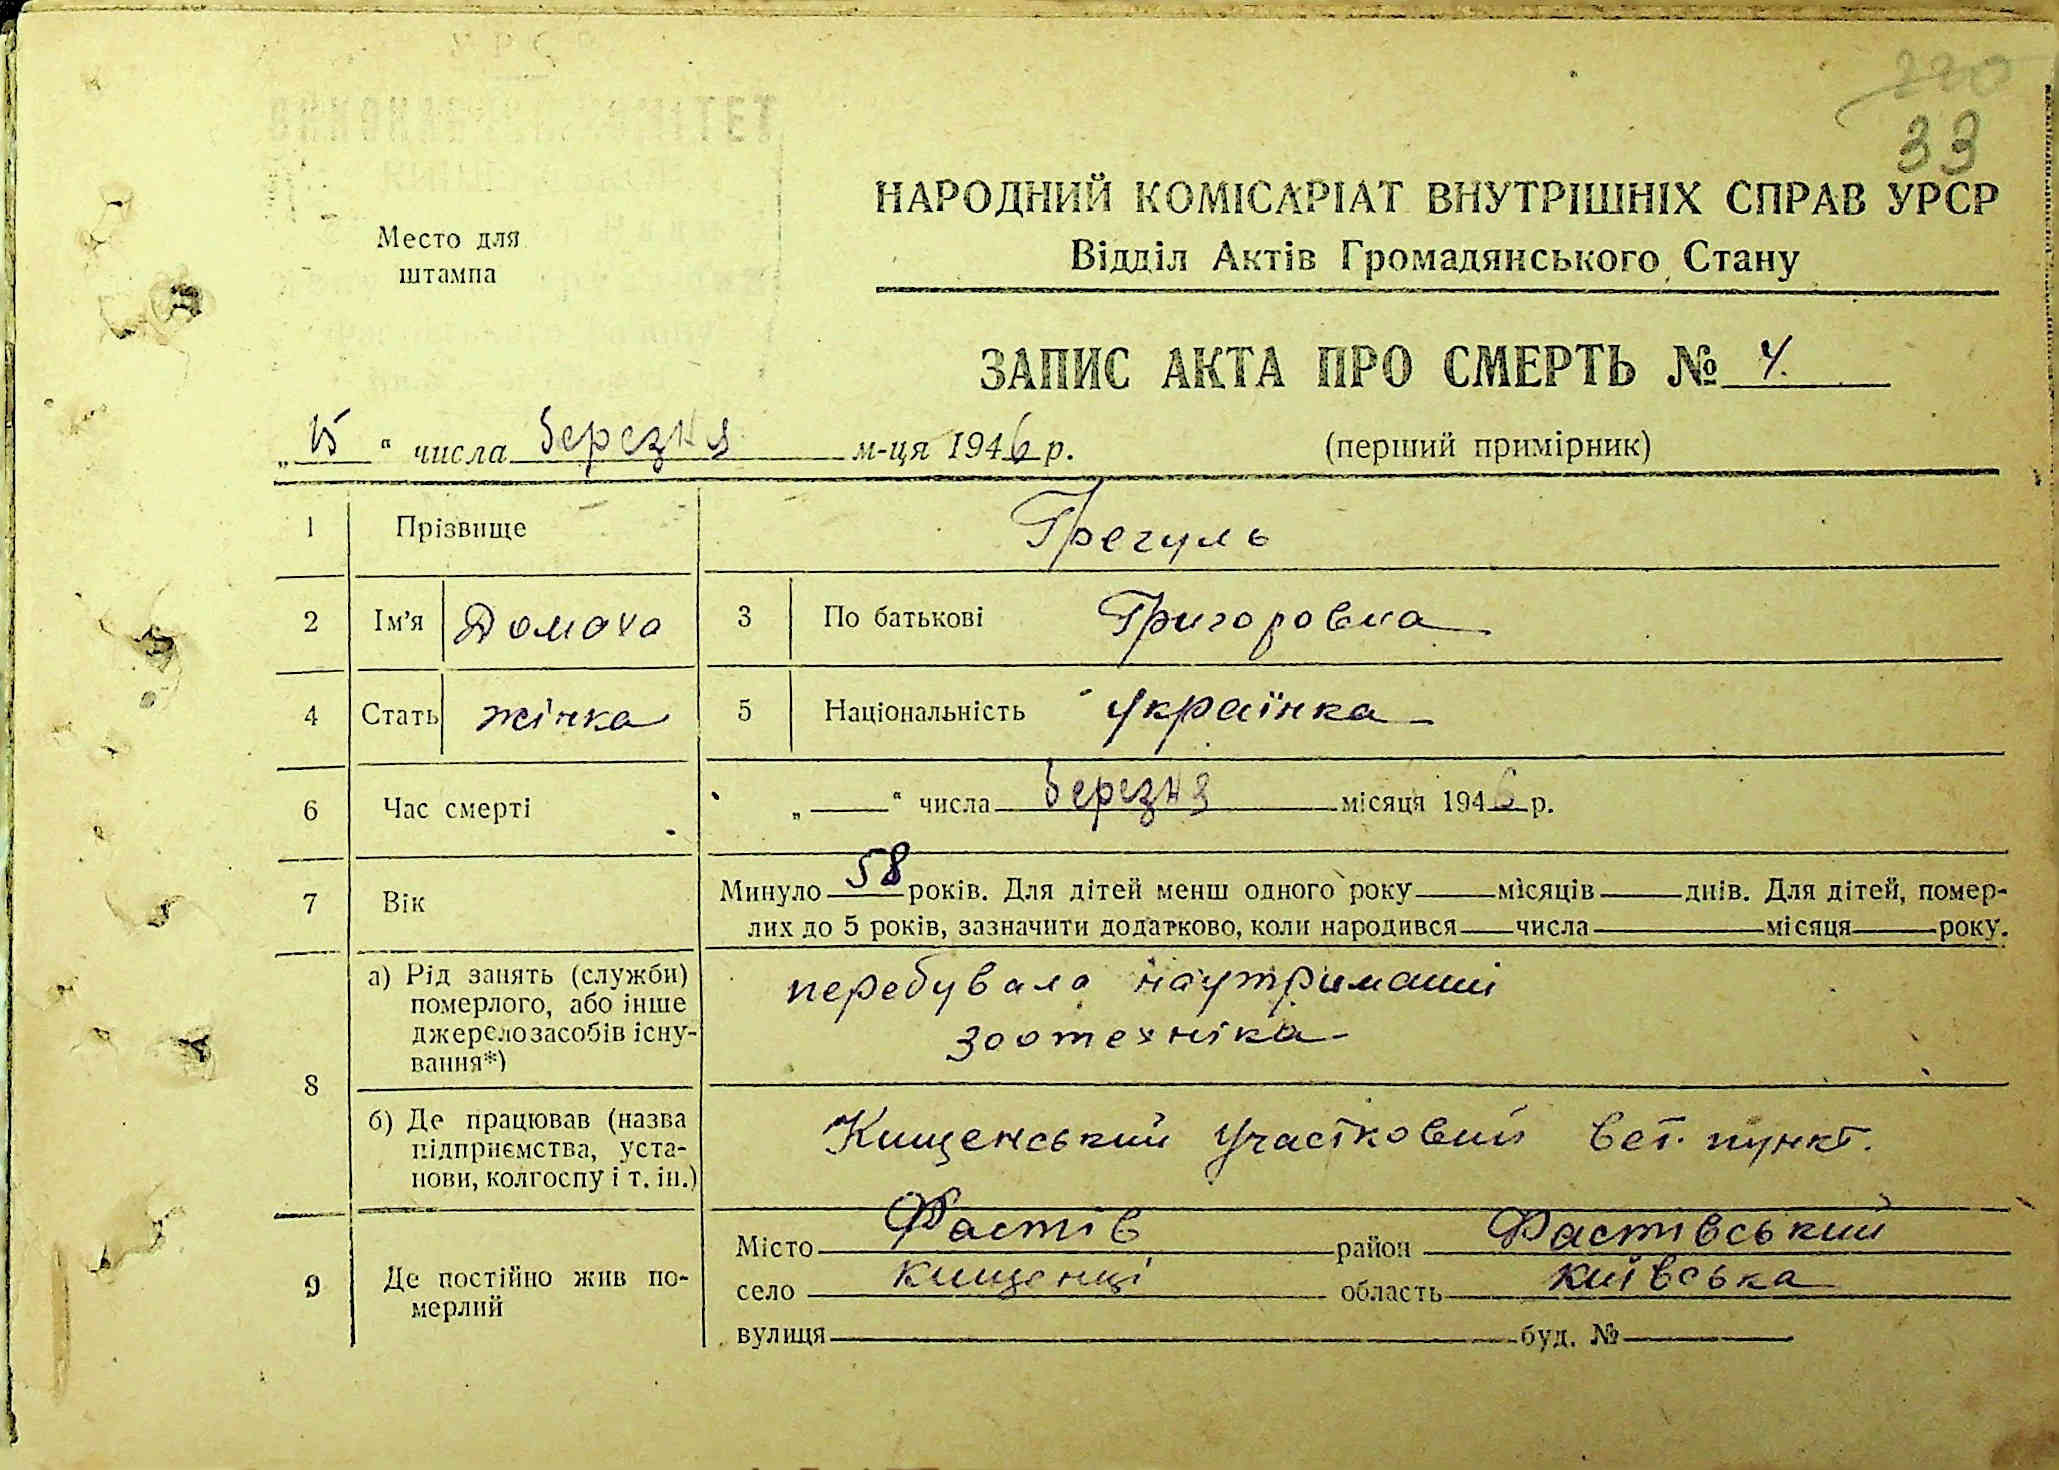 220
33
НАРОДНИЙ КОМІСАРІАТ ВНУТРІШНІХ СПРАВ УРСР
Відділ Актів Громадянського Стану
Место для
штампа
ЗАПИС АКТА ПРО СМЕРТЬ № 4.
„15“ числа березня м-ця 1946 р.
(перший примірник)
1 Прізвище Грегуль
2 Ім'я Домаха 3 По батькові Григоровна
4 Стать жінка 5 Національність українка
6 Час смерті „ “ числа березня місяця 1946 р.
7 Вік Минуло 58 років. Для дітей менш одного року місяців днів. Для дітей, помер-
лих до 5 років, зазначити додатково, коли народився числа місяця року.
8 а) Рід занять (служби)
померлого, або інше
джерело засобів існу-
вання*)
перебувала на утриманні
зоотехніка
б) Де працював (назва
підприємства, уста-
нови, колгоспу і т. ін.)
Кищенський участковий вет. пункт.
9 Де постійно жив по-
мерлий
Місто Фастів район Фастівський
село Кищенці область Київська
вулиця буд. №